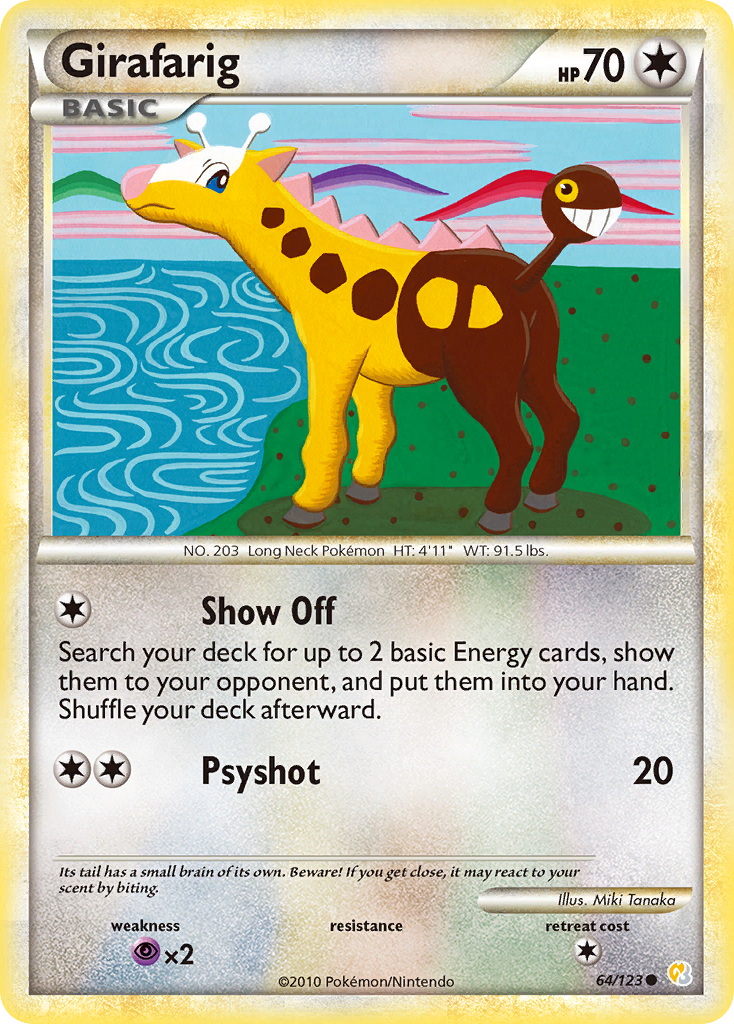 Girafarig
HP 70
BASIC
NO. 203 Long Neck Pokémon HT: 4'11" WT: 91.5 lbs.
Show Off
Search your deck for up to 2 basic Energy cards, show
them to your opponent, and put them into your hand.
Shuffle your deck afterward.
Psyshot 20
Its tail has a small brain of its own. Beware! If you get close, it may react to your
scent by biting.
Illus. Miki Tanaka
weakness resistance retreat cost
×2
©2010 Pokémon/Nintendo
64/123